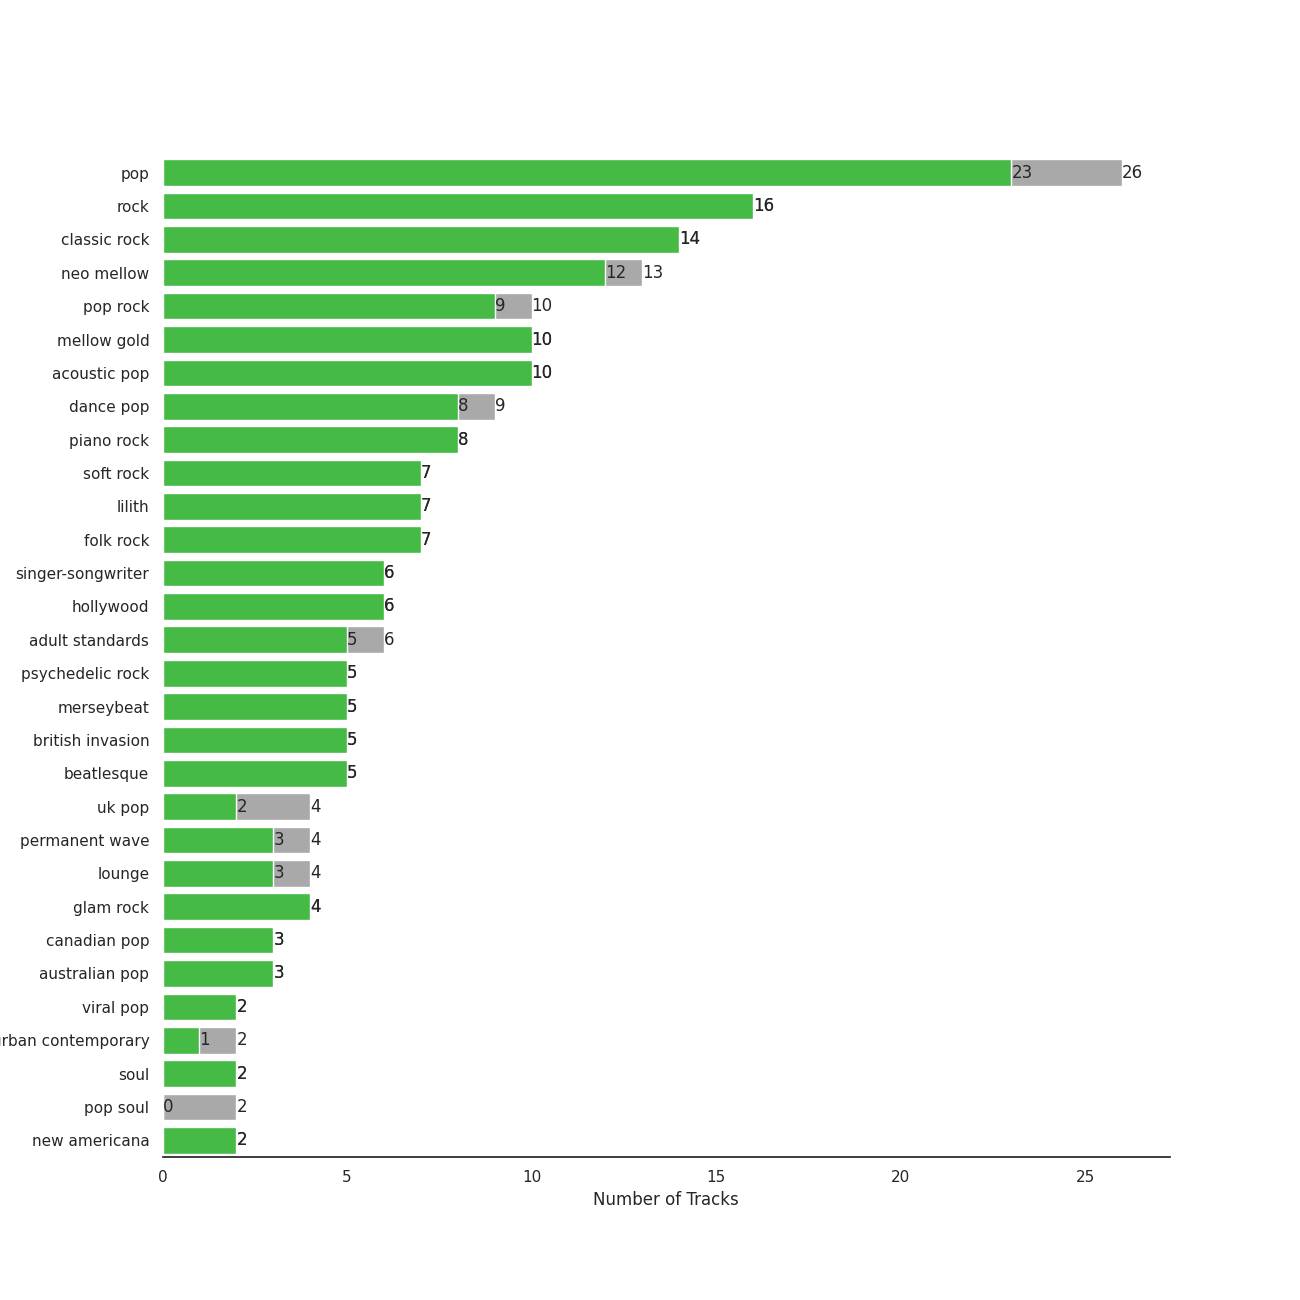 pop 23 26
rock 16
classic rock 14
neo mellow 12 13
pop rock 9 10
mellow gold 10
acoustic pop 10
dance pop 8 9
piano rock 8
soft rock 7
lilith 7
folk rock 7
singer-songwriter 6
hollywood 6
adult standards 5 6
psychedelic rock 5
merseybeat 5
british invasion 5
beatlesque 5
uk pop 2 4
permanent wave 3 4
lounge 3 4
glam rock 4
canadian pop 3
australian pop 3
viral pop 2
rban contemporary 1 2
soul 2
pop soul 0 2
new americana 2
0 5 10 15 20 25
Number of Tracks